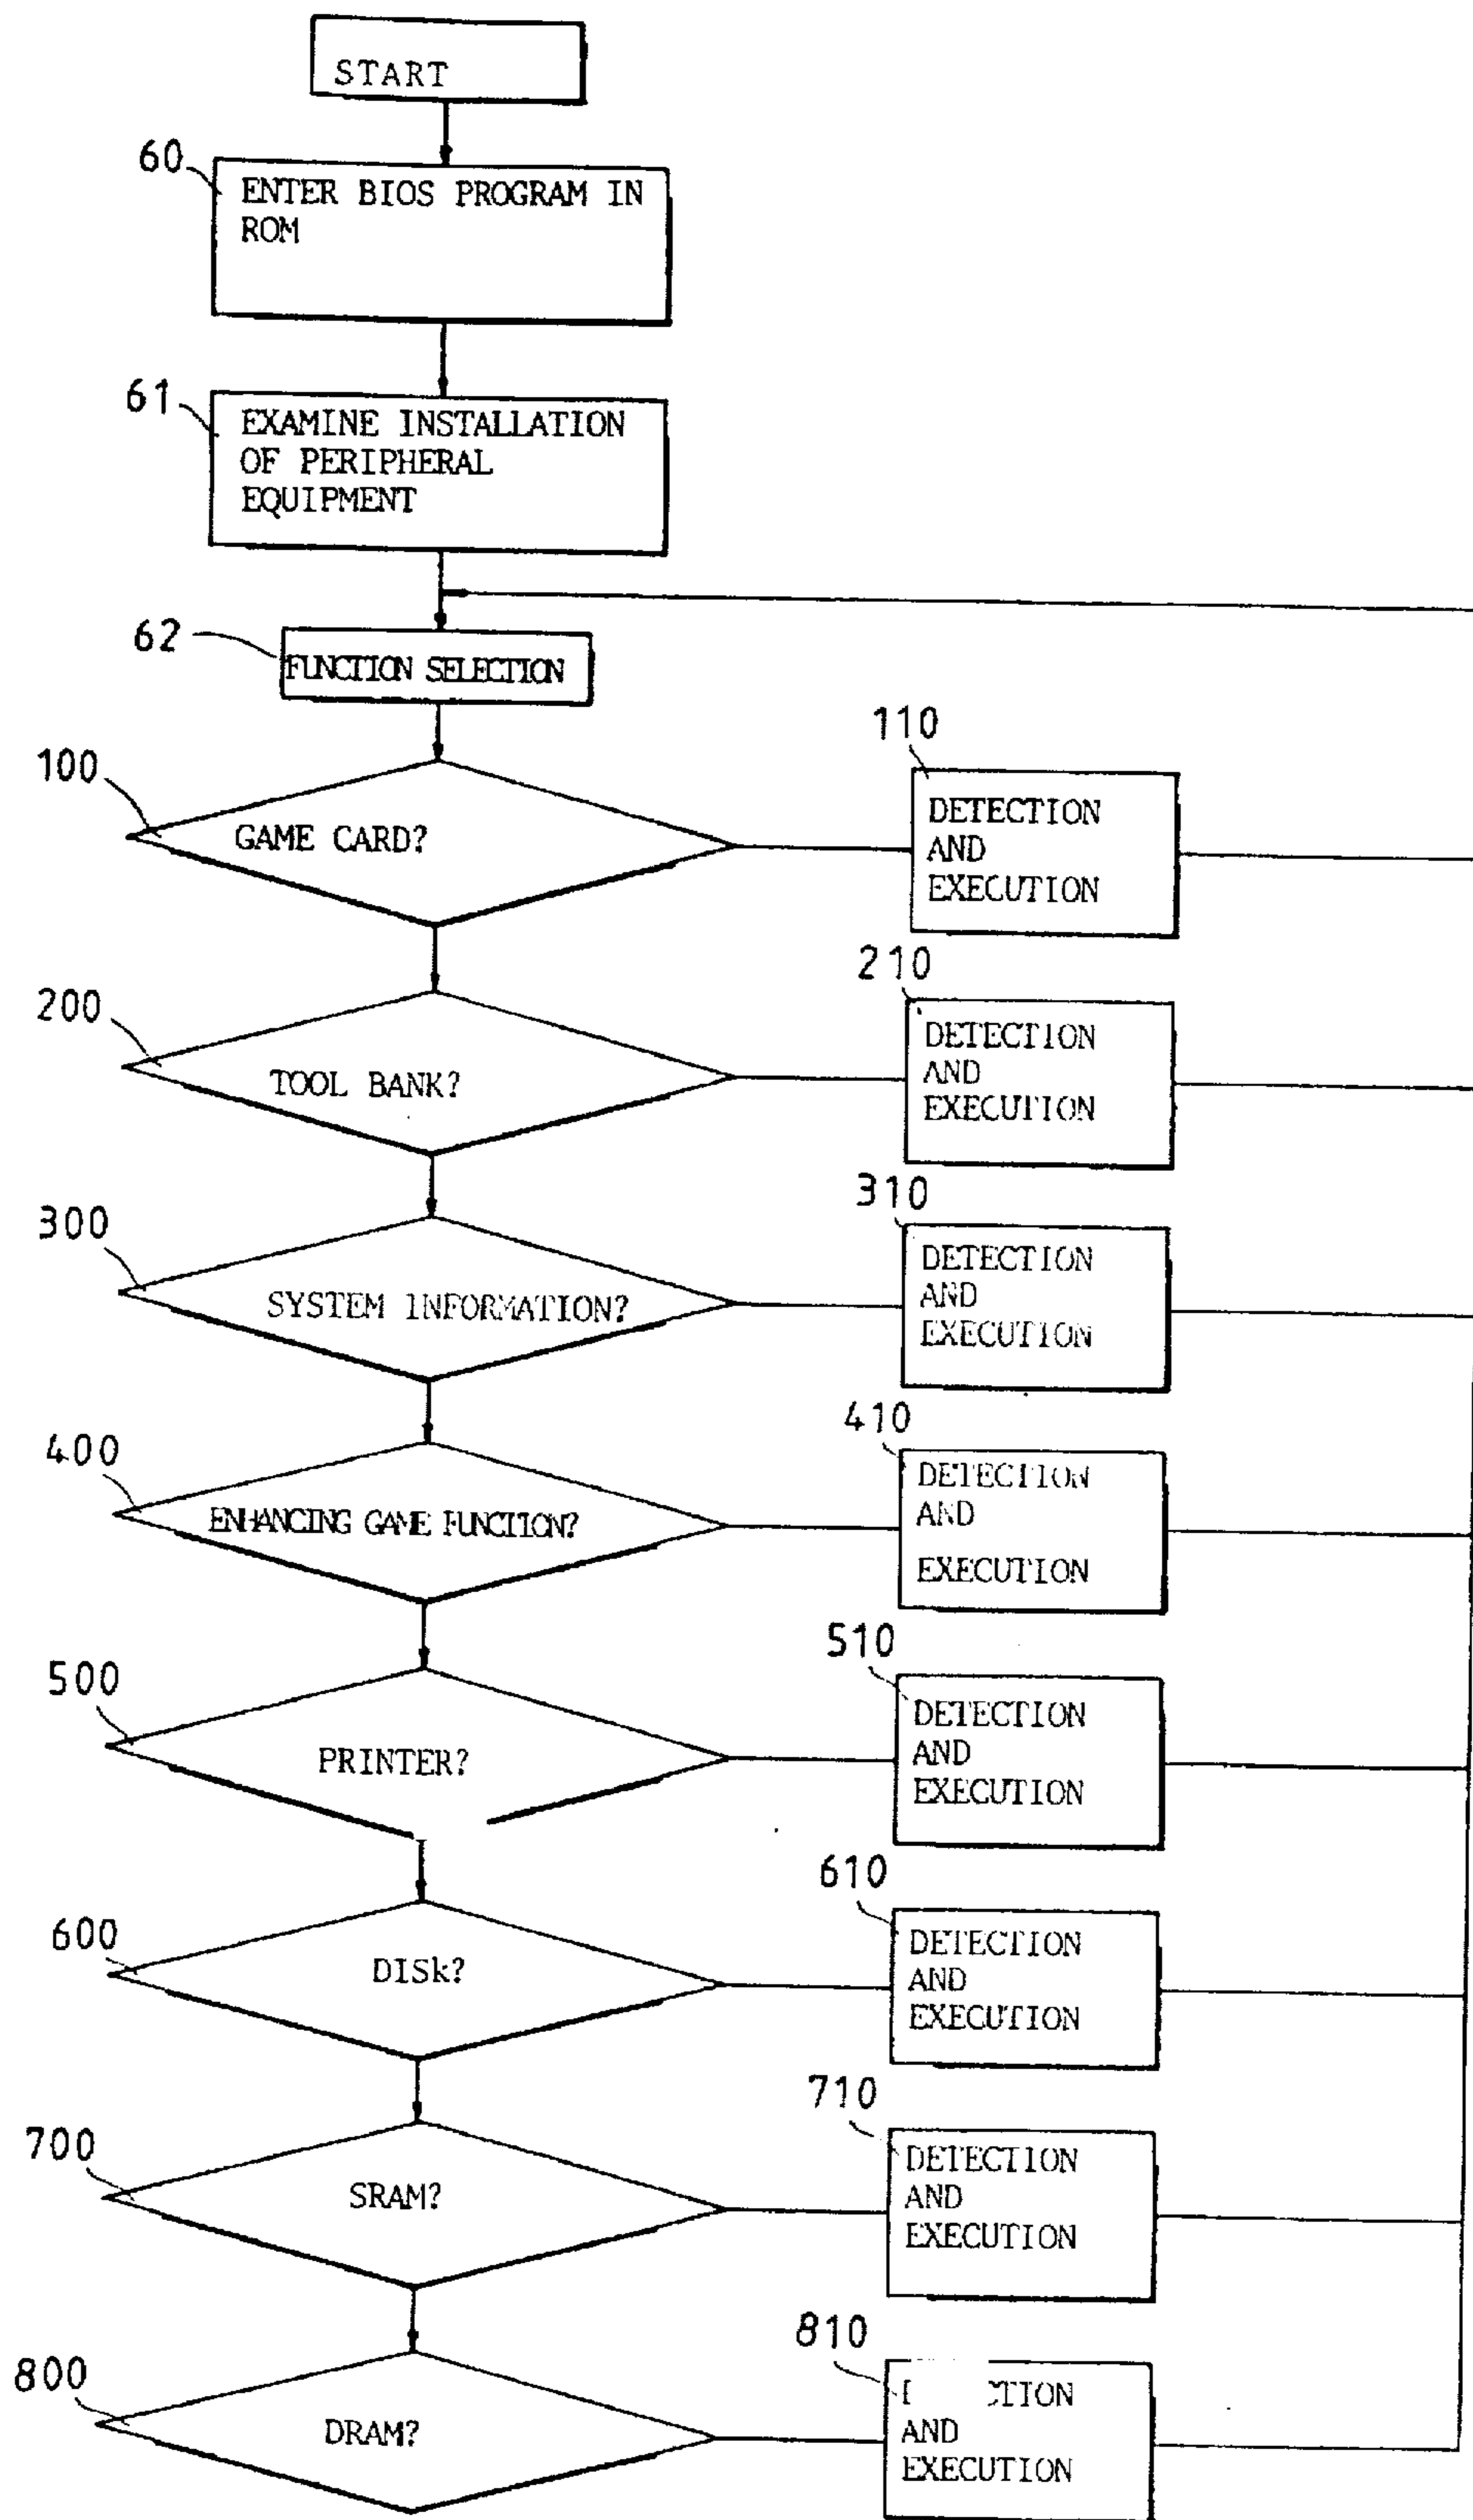 START
60
ENTER BIOS PROGRAM IN
ROM
61
EXAMINE INSTALLATION
OF PERIPHERAL
EQUIPMENT
62
FUNCTION SELECTION
100
GAME CARD?
110
DETECTION
AND
EXECUTION
200
TOOL BANK?
210
DETECTION
AND
EXECUTION
300
SYSTEM INFORMATION?
310
DETECTION
AND
EXECUTION
400
ENHANCING GAME FUNCTION?
410
DETECTION
AND
EXECUTION
500
PRINTER?
510
DETECTION
AND
EXECUTION
600
DISk?
610
DETECTION
AND
EXECUTION
700
SRAM?
710
DETECTION
AND
EXECUTION
800
DRAM?
810
AND
EXECUTION